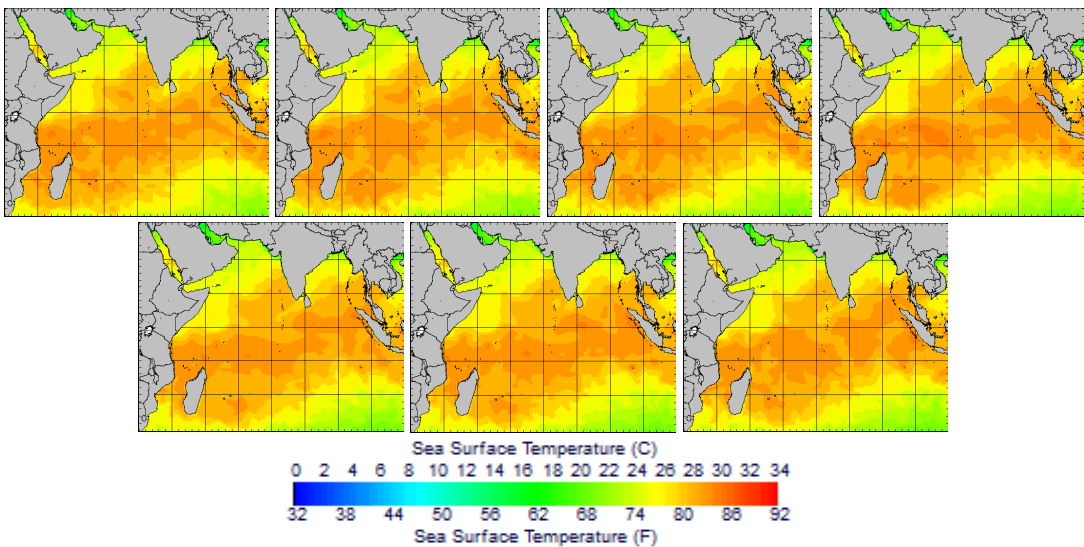 Sea Surface Temperature (C)
0 2 4 6 8 10 12 14 16 18 20 22 24 26 28 30 32 34
32 38 44 50 56 62 68 74 80 86 92
Sea Surface Temperature (F)